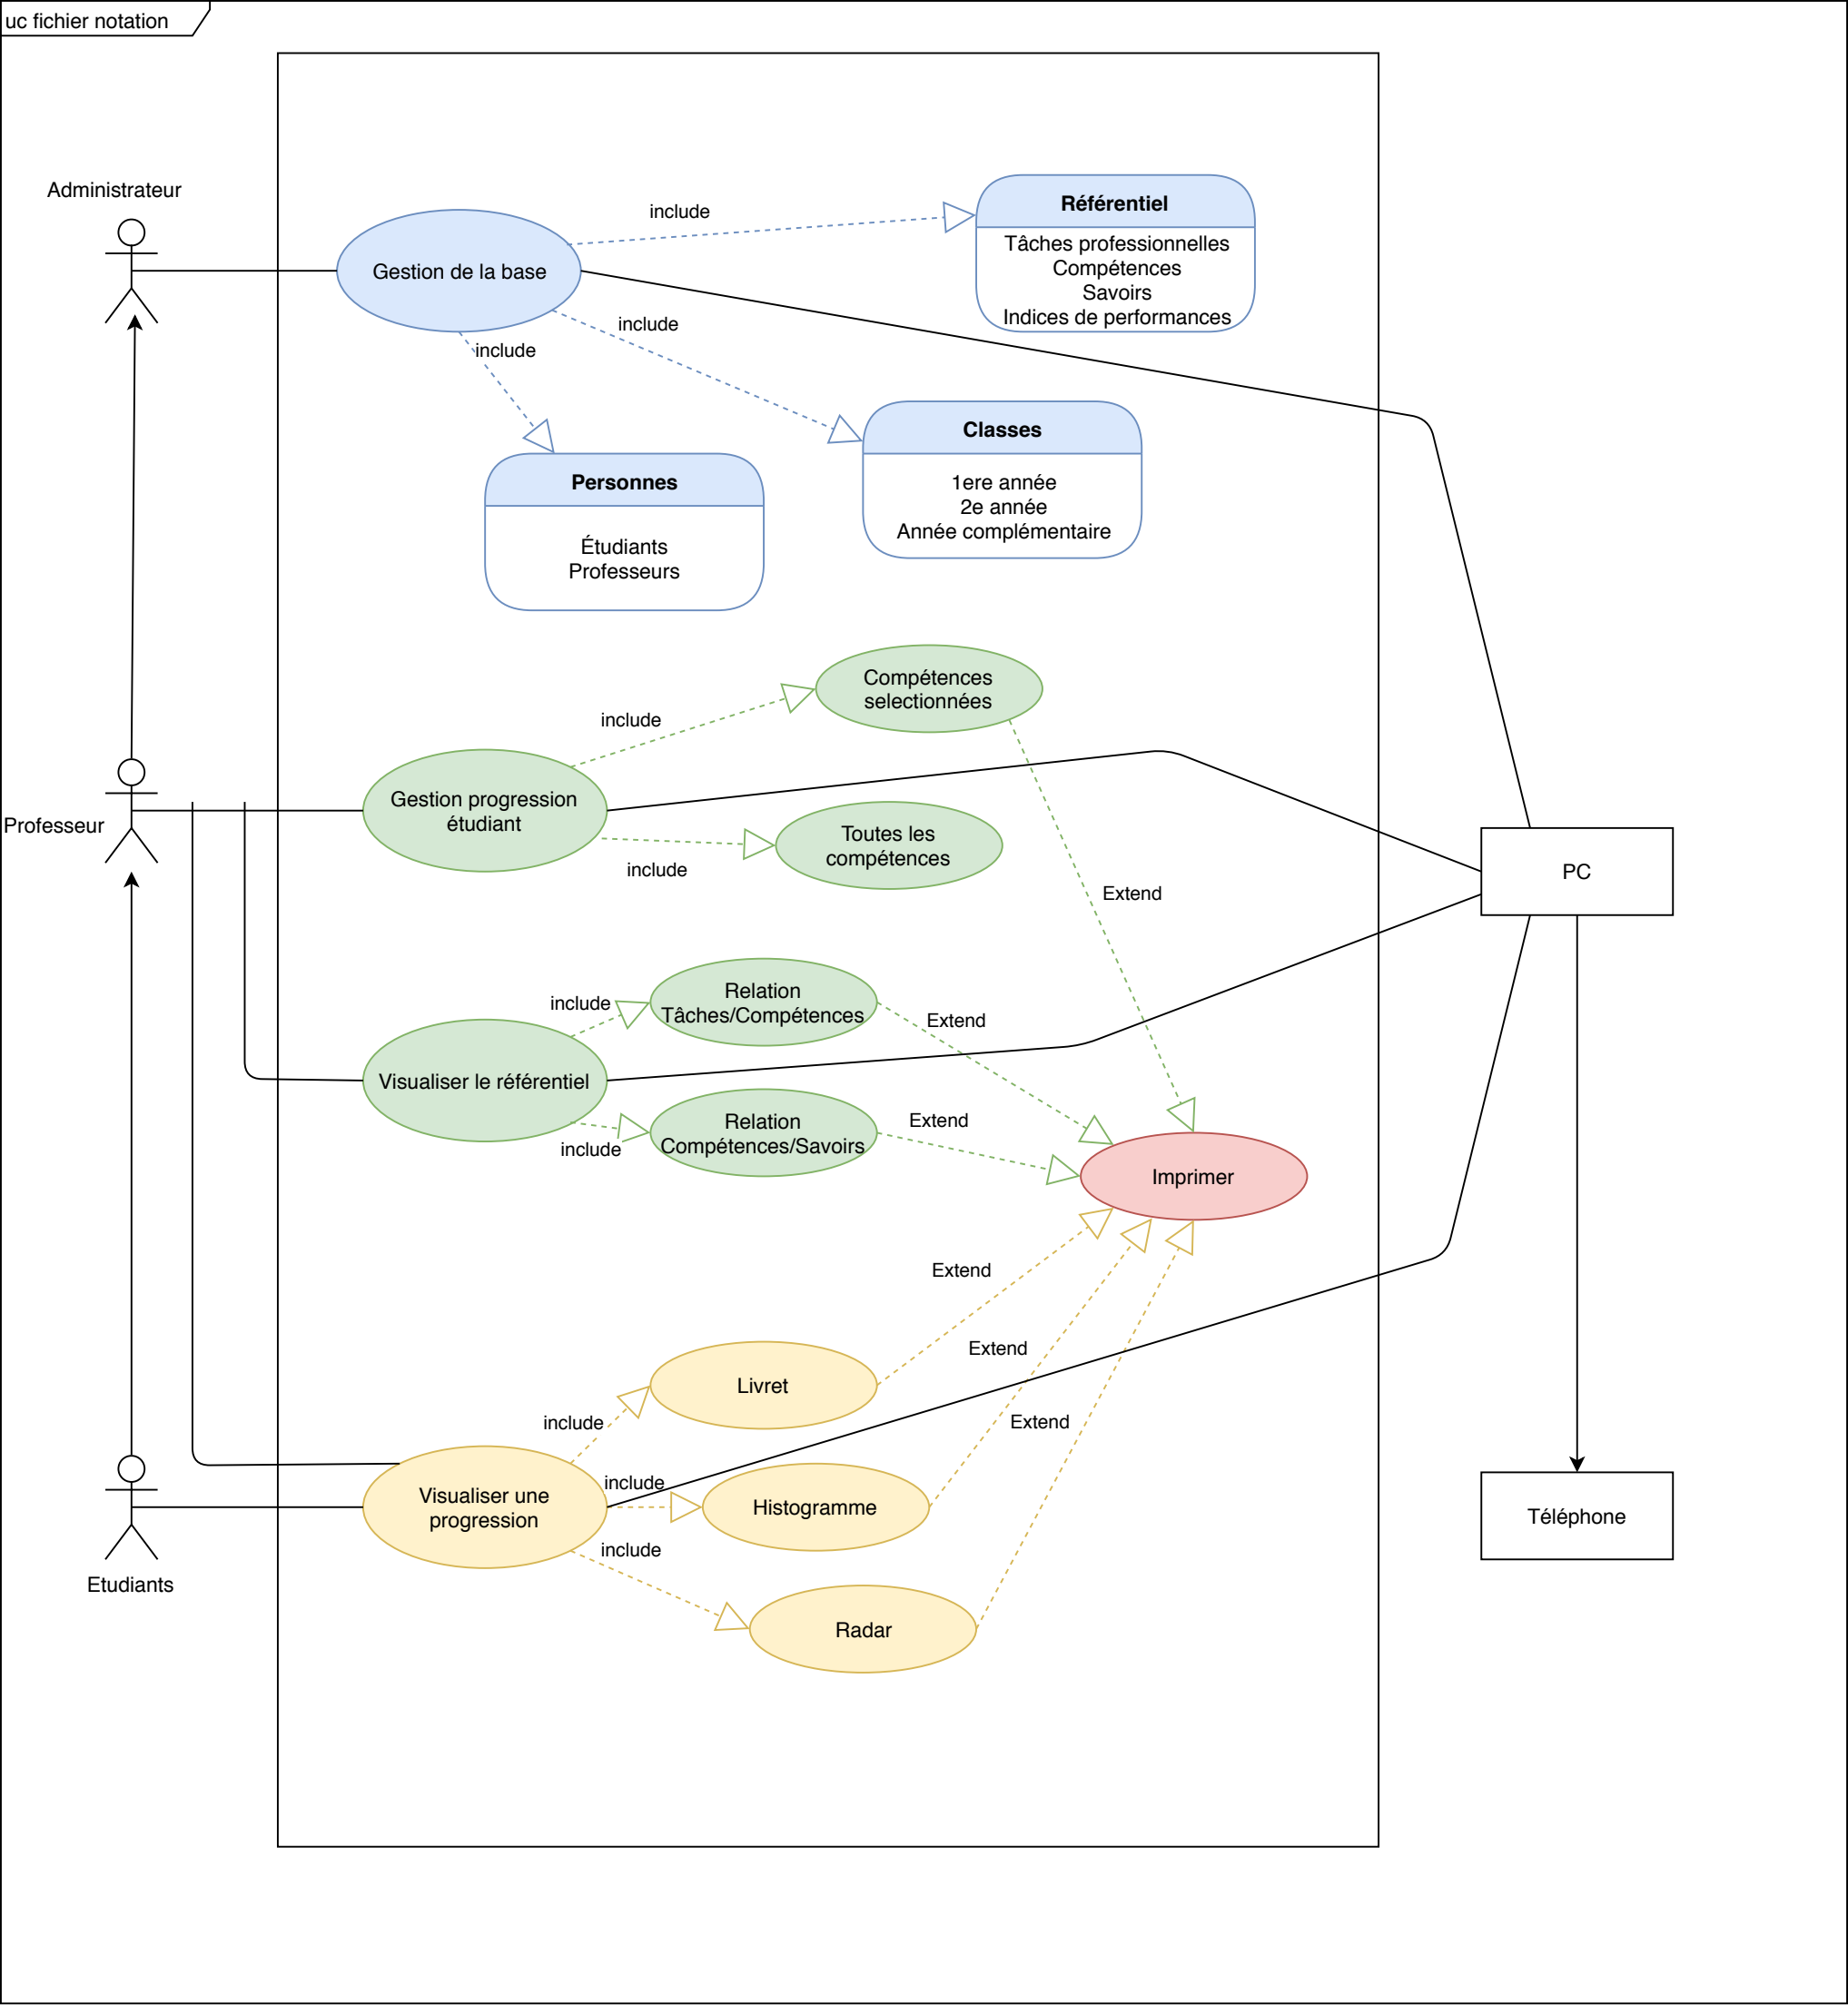 uc fichier notation
Administrateur
include
Référentiel
Tâches professionnelles
Compétences
Savoirs
Indices de performances
Gestion de la base
include
include
Classes
1ere année
2e année
Année complémentaire
Personnes
Étudiants
Professeurs
Compétences
selectionnées
include
Gestion progression
étudiant
Professeur
Toutes les
compétences
include
Extend
PC
Relation
Tâches/Compétences
include
Extend
Visualiser le référentiel
Relation
Compétences/Savoirs
include
Extend
Imprimer
Extend
Livret
Extend
include
Extend
Visualiser une
progression
include
Histogramme
Téléphone
include
Etudiants
Radar